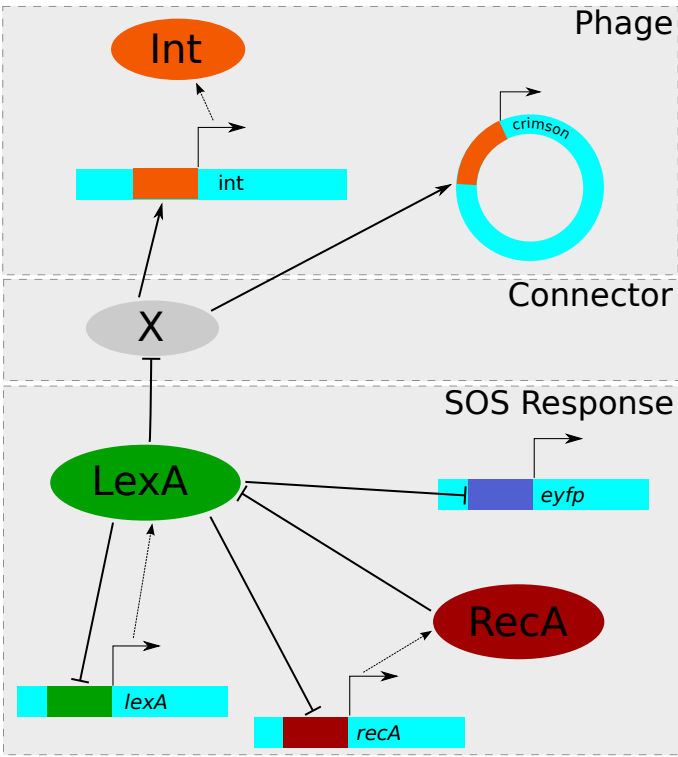 Phage
Int
crimson
int
Connector
X
SOS Response
LexA
eyfp
RecA
lexA
recA